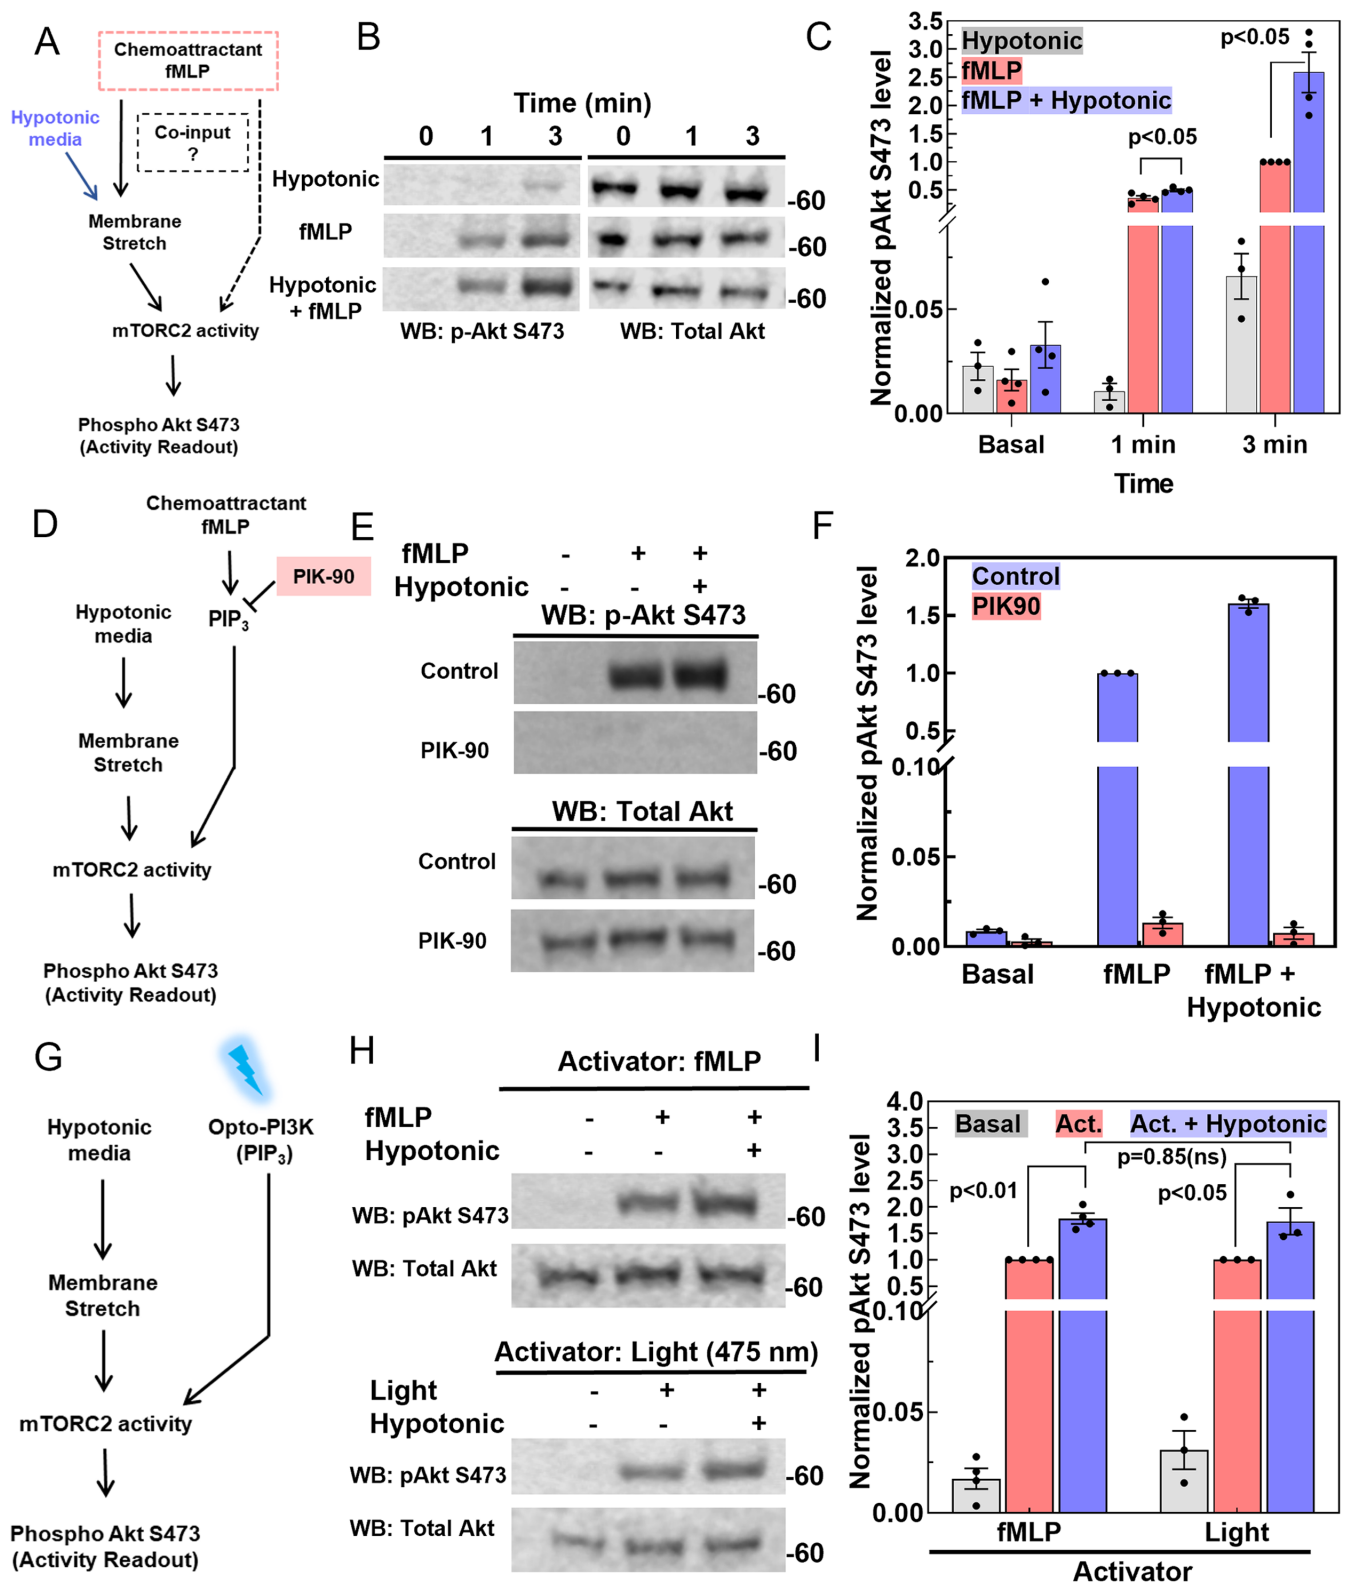 A
Chemoattractant
fMLP
Hypotonic
media
Co-input
?
Membrane
Stretch
mTORC2 activity
Phospho Akt S473
(Activity Readout)
B
Time (min)
0 1 3 0 1 3
Hypotonic
-60
fMLP
-60
Hypotonic
+ fMLP
-60
WB: p-Akt S473
WB: Total Akt
C
Normalized pAkt S473 level
3.5
3.0
2.5
2.0
1.5
1.0
0.5
0.05
0.00
Hypotonic
fMLP
fMLP + Hypotonic
p<0.05
p<0.05
Basal
1 min
3 min
Time
D
Chemoattractant
fMLP
PIK-90
PIP3
Hypotonic
media
Membrane
Stretch
mTORC2 activity
Phospho Akt S473
(Activity Readout)
E
fMLP - + +
Hypotonic - - +
WB: p-Akt S473
Control
-60
PIK-90
-60
WB: Total Akt
Control
-60
PIK-90
-60
F
Normalized pAkt S473 level
2.0
1.5
1.0
0.5
0.10
0.05
0.00
Control
PIK90
Basal
fMLP
fMLP +
Hypotonic
G
Hypotonic
media
Opto-PI3K
(PIP3)
Membrane
Stretch
mTORC2 activity
Phospho Akt S473
(Activity Readout)
H
Activator: fMLP
fMLP - + +
Hypotonic - - +
WB: pAkt S473
-60
WB: Total Akt
-60
Activator: Light (475 nm)
Light - + +
Hypotonic - - +
WB: pAkt S473
-60
WB: Total Akt
-60
I
Normalized pAkt S473 level
4.0
3.5
3.0
2.5
2.0
1.5
1.0
0.5
0.10
0.05
0.00
Basal
Act.
Act. + Hypotonic
p=0.85(ns)
p<0.01
p<0.05
fMLP
Light
Activator